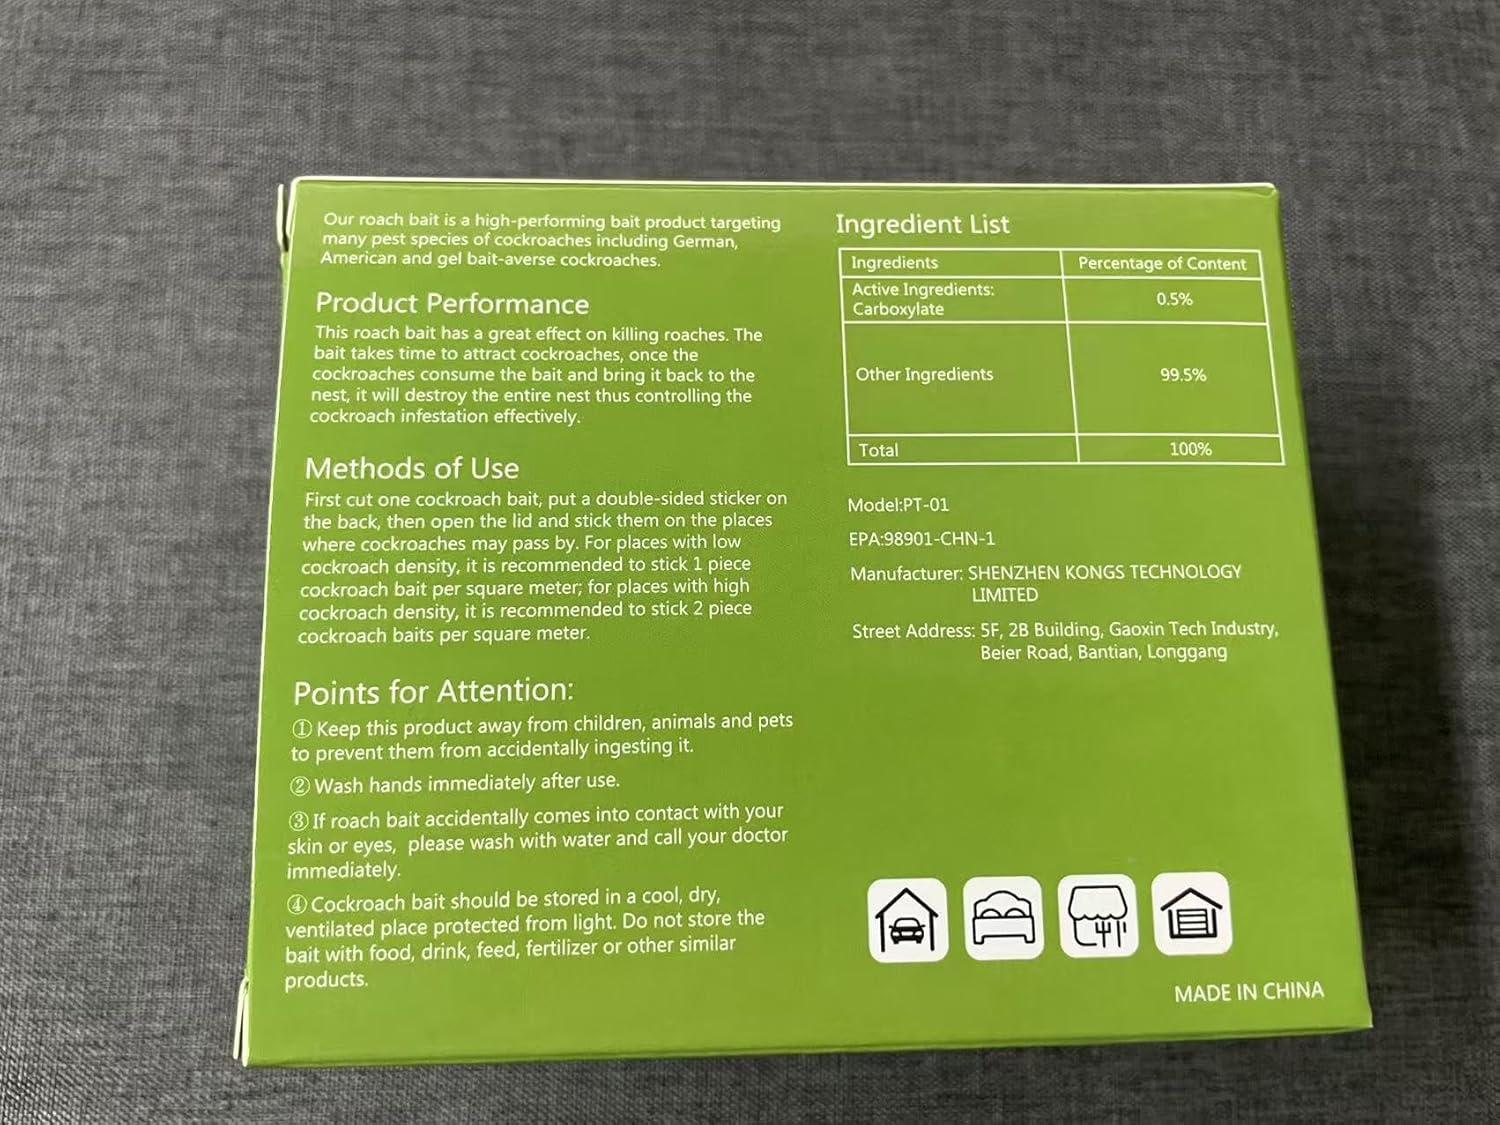 Our roach bait is a high-performing bait product targeting
many pest species of cockroaches including German,
American and gel bait-averse cockroaches.
Product Performance
This roach bait has a great effect on killing roaches. The
bait takes time to attract cockroaches, once the
cockroaches consume the bait and bring it back to the
nest, it will destroy the entire nest thus controlling the
cockroach infestation effectively.
Methods of Use
First cut one cockroach bait, put a double-sided sticker on
the back, then open the lid and stick them on the places
where cockroaches may pass by. For places with low
cockroach density, it is recommended to stick 1 piece
cockroach bait per square meter; for places with high
cockroach density, it is recommended to stick 2 piece
cockroach baits per square meter.
Points for Attention:
① Keep this product away from children, animals and pets
to prevent them from accidentally ingesting it.
② Wash hands immediately after use.
③ If roach bait accidentally comes into contact with your
skin or eyes, please wash with water and call your doctor
immediately.
④ Cockroach bait should be stored in a cool, dry,
ventilated place protected from light. Do not store the
bait with food, drink, feed, fertilizer or other similar
products.
Ingredient List
Ingredients Percentage of Content
Active Ingredients:
Carboxylate 0.5%
Other Ingredients 99.5%
Total 100%
Model:PT-01
EPA:98901-CHN-1
Manufacturer: SHENZHEN KONGS TECHNOLOGY
LIMITED
Street Address: 5F, 2B Building, Gaoxin Tech Industry,
Beier Road, Bantian, Longgang
MADE IN CHINA